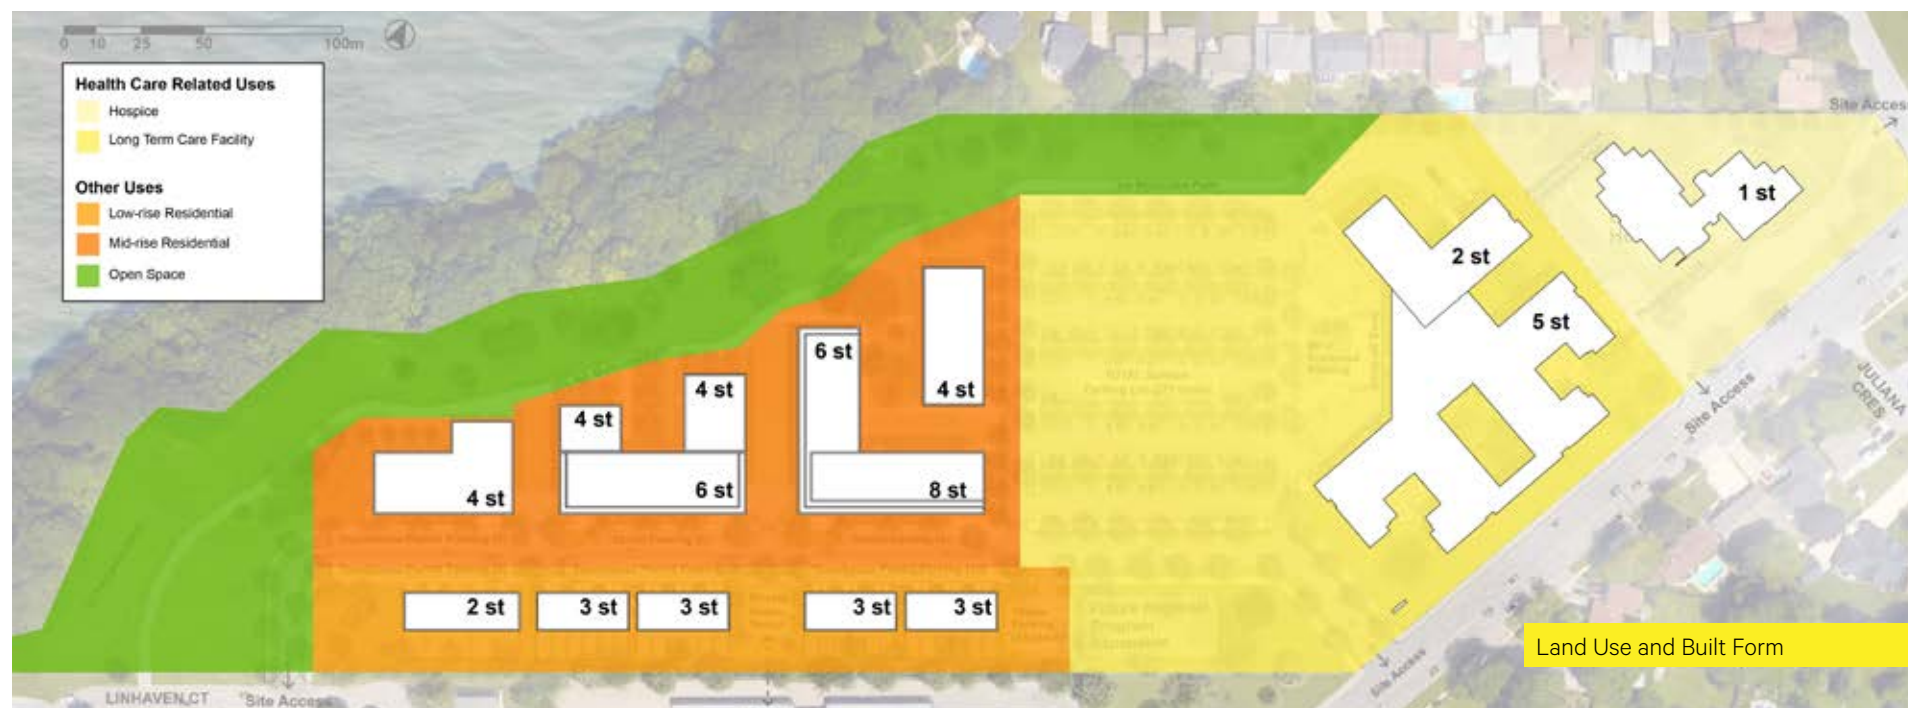 0 10 25 50 100m
Health Care Related Uses
Hospice
Long Term Care Facility
Other Uses
Low-rise Residential
Mid-rise Residential
Open Space
Site Access
1 st
2 st
5 st
6 st
4 st
4 st
4 st
4 st
6 st
8 st
2 st
3 st
3 st
3 st
3 st
JULIANA
CRES
Site Access
Site Access
Land Use and Built Form
LINHAVEN CT
Site Access